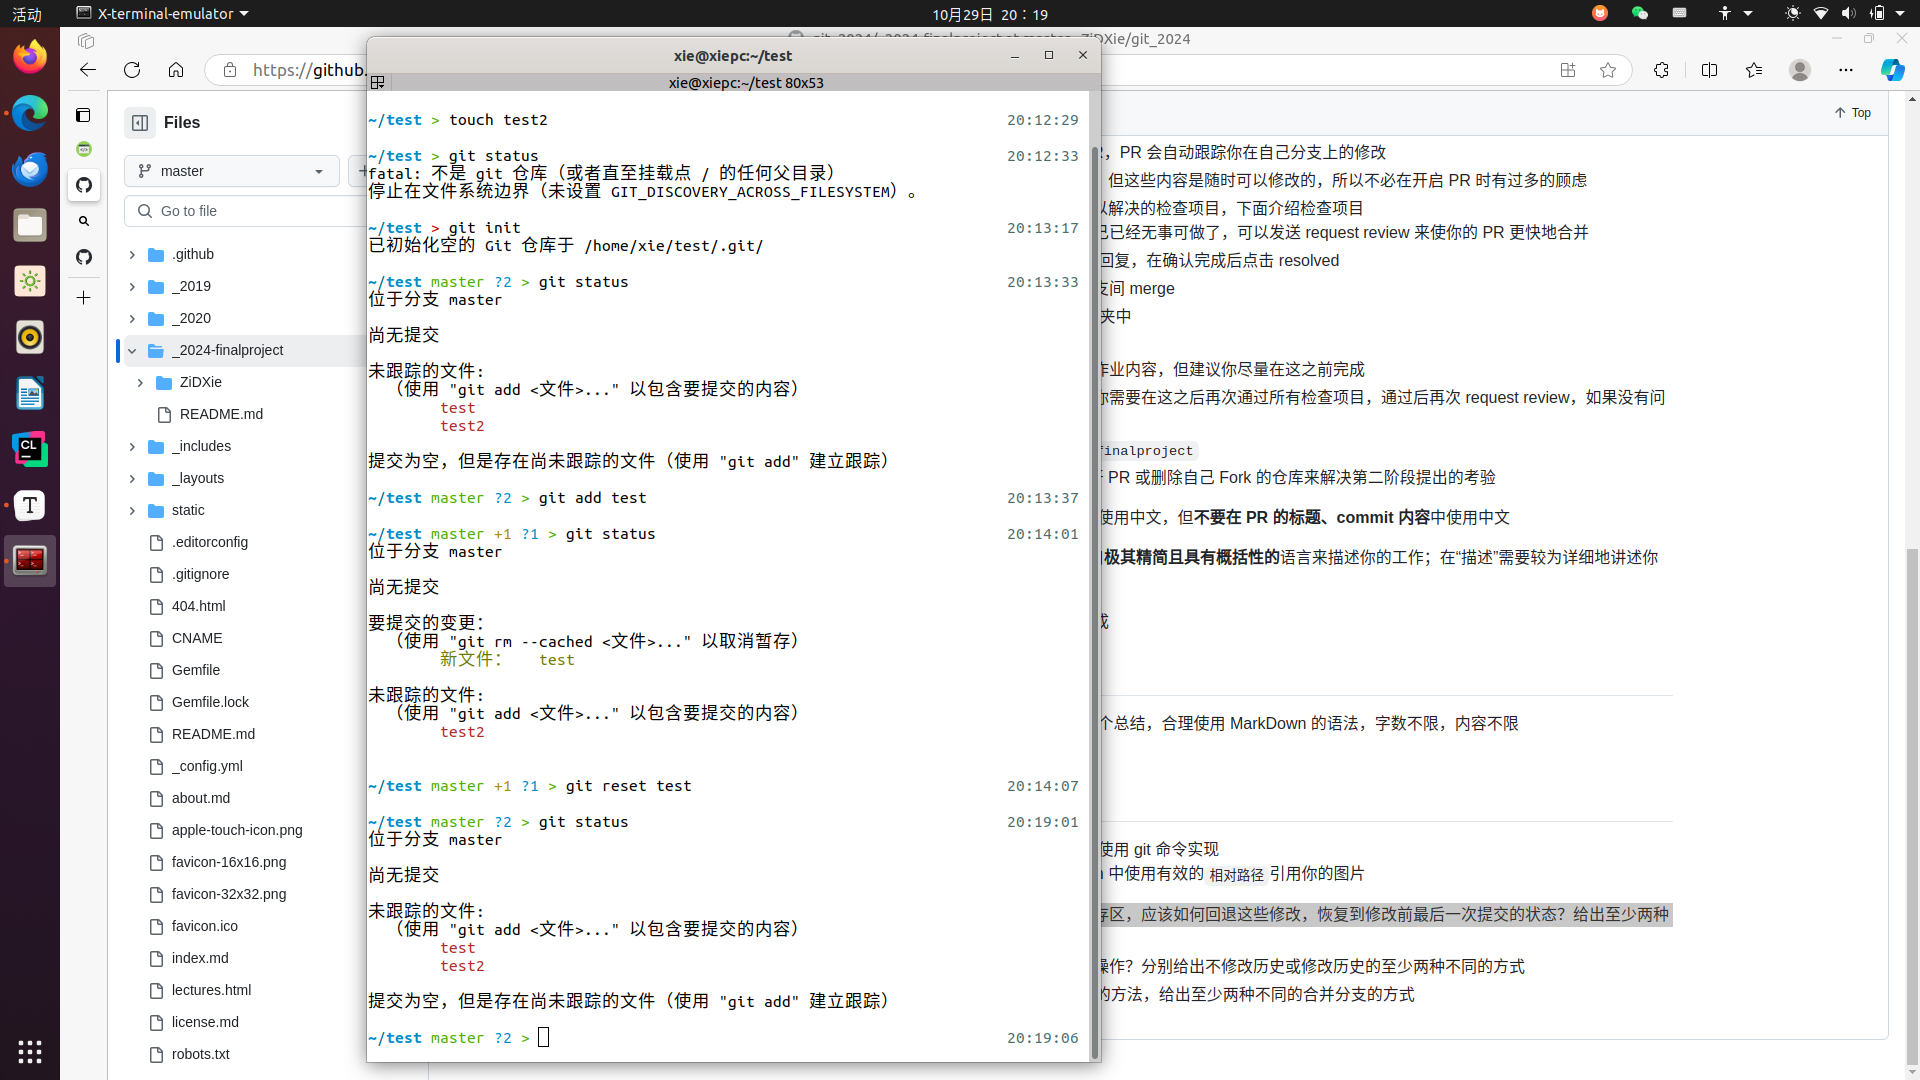 活动
X-terminal-emulator
10月29日 20：19
git_2024/_2024-finalproject at master · ZiDXie/git_2024
https://github.
Files
master
Go to file
.github
_2019
_2020
_2024-finalproject
ZiDXie
README.md
_includes
_layouts
static
.editorconfig
.gitignore
404.html
CNAME
Gemfile
Gemfile.lock
README.md
_config.yml
about.md
apple-touch-icon.png
favicon-16x16.png
favicon-32x32.png
favicon.ico
index.md
lectures.html
license.md
robots.txt
xie@xiepc:~/test
xie@xiepc:~/test 80x53
~/test > touch test2 20:12:29
~/test > git status 20:12:33
fatal: 不是 git 仓库（或者直至挂载点 / 的任何父目录）
停止在文件系统边界（未设置 GIT_DISCOVERY_ACROSS_FILESYSTEM）。
~/test > git init 20:13:17
已初始化空的 Git 仓库于 /home/xie/test/.git/
~/test master ?2 > git status 20:13:33
位于分支 master
尚无提交
未跟踪的文件:
（使用 "git add <文件>..." 以包含要提交的内容）
test
test2
提交为空，但是存在尚未跟踪的文件（使用 "git add" 建立跟踪）
~/test master ?2 > git add test 20:13:37
~/test master +1 ?1 > git status 20:14:01
位于分支 master
尚无提交
要提交的变更：
（使用 "git rm --cached <文件>..." 以取消暂存）
新文件： test
未跟踪的文件:
（使用 "git add <文件>..." 以包含要提交的内容）
test2
~/test master +1 ?1 > git reset test 20:14:07
~/test master ?2 > git status 20:19:01
位于分支 master
尚无提交
未跟踪的文件:
（使用 "git add <文件>..." 以包含要提交的内容）
test
test2
提交为空，但是存在尚未跟踪的文件（使用 "git add" 建立跟踪）
~/test master ?2 > 20:19:06
Top
，PR 会自动跟踪你在自己分支上的修改
但这些内容是随时可以修改的，所以不必在开启 PR 时有过多的顾虑
以解决的检查项目，下面介绍检查项目
已经无事可做了，可以发送 request review 来使你的 PR 更快地合并
回复，在确认完成后点击 resolved
支间 merge
夹中
作业内容，但建议你尽量在这之前完成
你需要在这之后再次通过所有检查项目，通过后再次 request review，如果没有问
finalproject
PR 或删除自己 Fork 的仓库来解决第二阶段提出的考验
使用中文，但不要在 PR 的标题、commit 内容中使用中文
极其精简且具有概括性的语言来描述你的工作；在“描述”需要较为详细地讲述你
成
个总结，合理使用 MarkDown 的语法，字数不限，内容不限
使用 git 命令实现
中使用有效的 相对路径 引用你的图片
存区，应该如何回退这些修改，恢复到修改前最后一次提交的状态？给出至少两种
操作？分别给出不修改历史或修改历史的至少两种不同的方式
的方法，给出至少两种不同的合并分支的方式